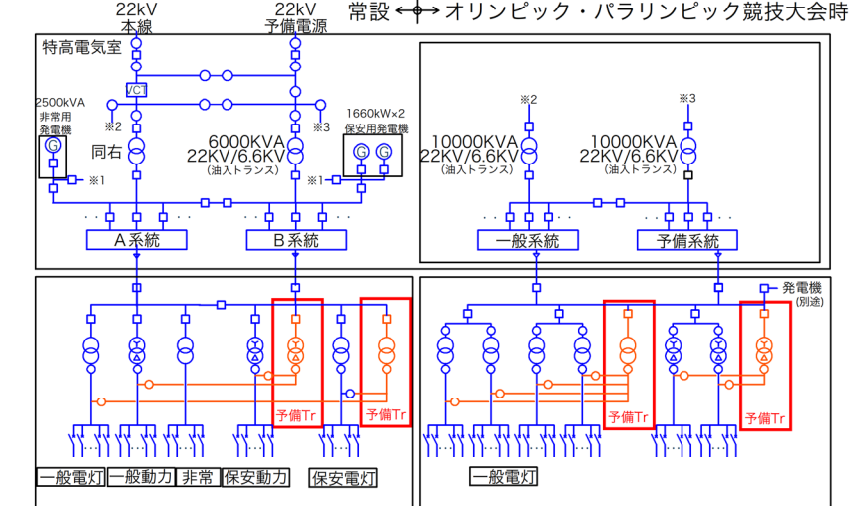 22kV
本線
22kV
予備電源
常設
オリンピック・パラリンピック競技大会時
特高電気室
VCT
2500kVA
非常用
発電機
G
※1
※2
※3
同右
6000KVA
22KV/6.6KV
(油入トランス)
1660kW×2
保安用発電機
G
G
※1
A系統
B系統
※2
※3
10000KVA
22KV/6.6KV
(油入トランス)
10000KVA
22KV/6.6KV
(油入トランス)
一般系統
予備系統
発電機
(別途)
予備Tr
予備Tr
予備Tr
予備Tr
一般電灯
一般動力
非常
保安動力
保安電灯
一般電灯